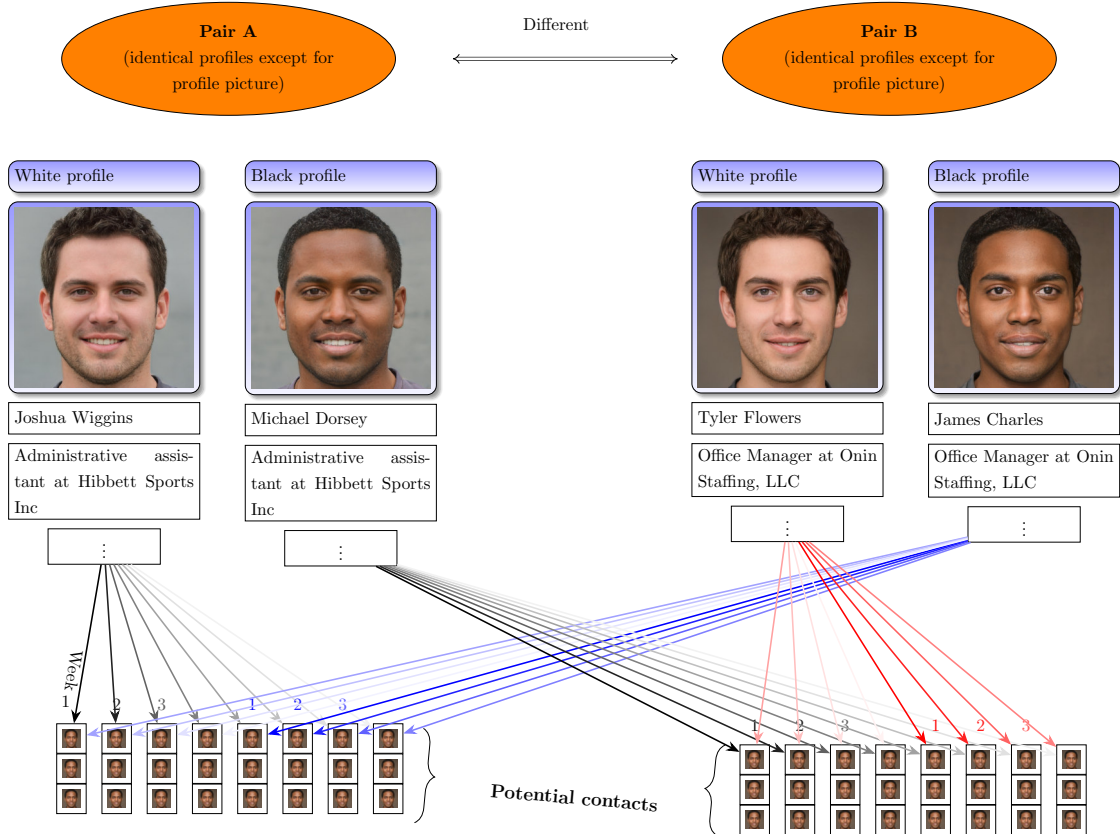 Pair A
(identical profiles except for
profile picture)
Different
Pair B
(identical profiles except for
profile picture)
White profile
Black profile
White profile
Black profile
Joshua Wiggins
Michael Dorsey
Tyler Flowers
James Charles
Administrative assis-
tant at Hibbett Sports
Inc
Administrative assis-
tant at Hibbett Sports
Inc
Office Manager at Onin
Staffing, LLC
Office Manager at Onin
Staffing, LLC
⋮
⋮
⋮
⋮
Week
1 2 3 1 2 3
1 2 3 1 2 3
Potential contacts